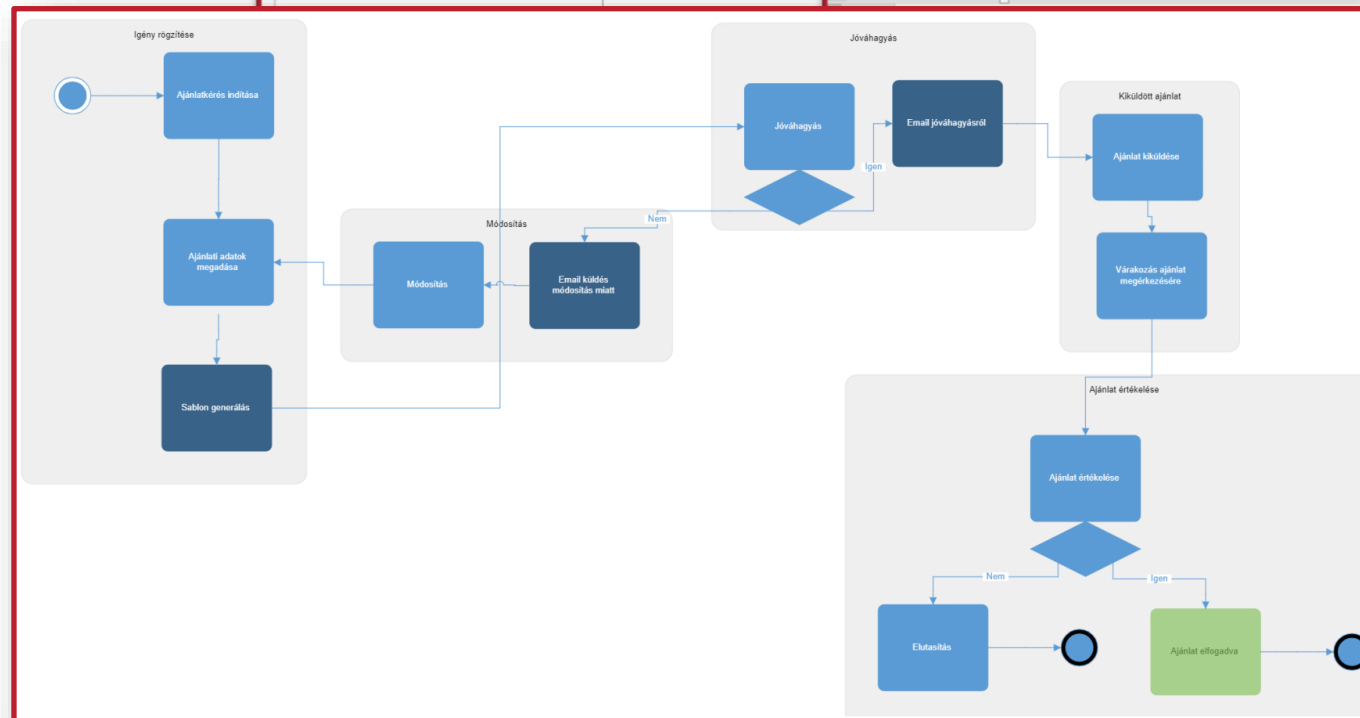 Igény rögzítése
Ajánlatkérés indítása
Ajánlati adatok
megadása
Sablon generálás
Módosítás
Módosítás
Email küldés
módosítás miatt
Jóváhagyás
Jóváhagyás
Nem
Igen
Email jóváhagyásról
Kiküldött ajánlat
Ajánlat kiküldése
Várakozás ajánlat
megérkezésére
Ajánlat értékelése
Ajánlat értékelése
Nem
Igen
Elutasítás
Ajánlat elfogadva